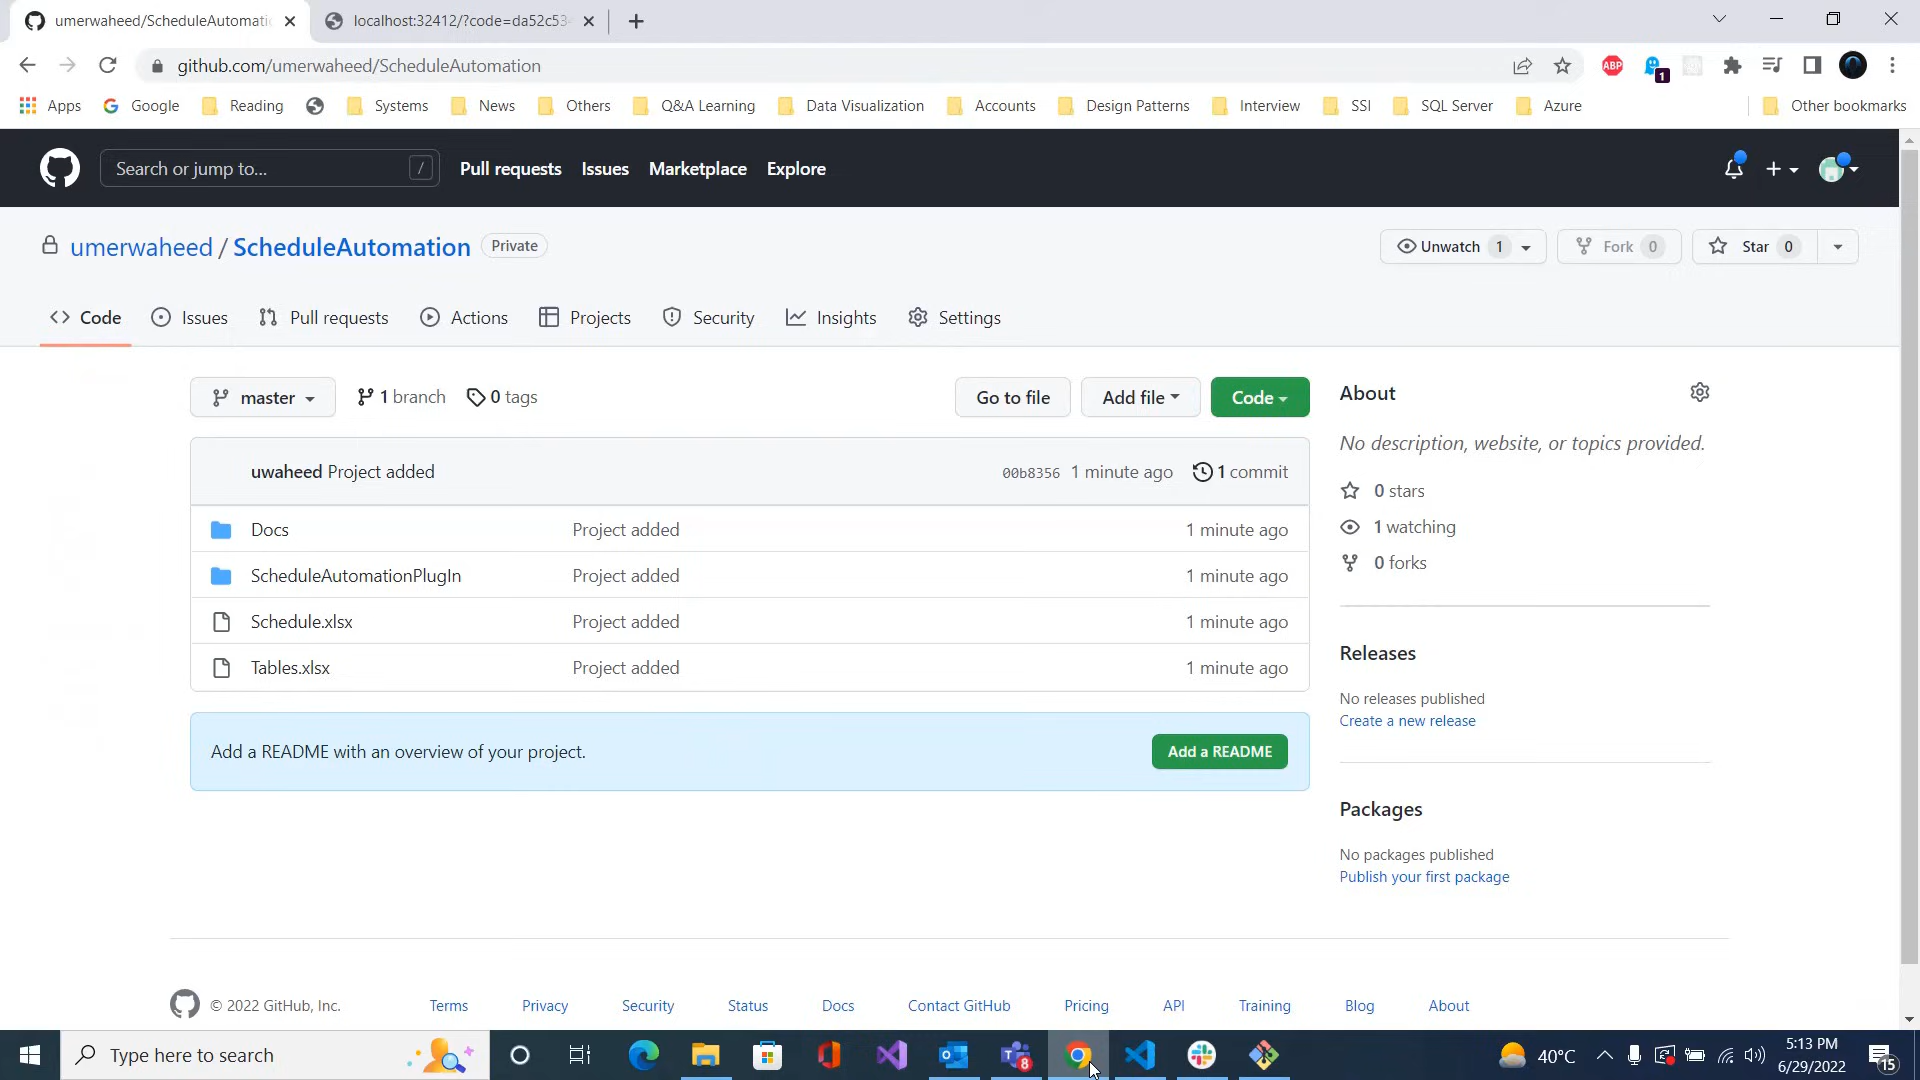 umerwaheed/ScheduleAutomatio
localhost:32412/?code=da52c534
github.com/umerwaheed/ScheduleAutomation
ABP
1
Apps Google Reading Systems News Others Q&A Learning Data Visualization Accounts Design Patterns Interview SSI SQL Server Azure Other bookmarks
Search or jump to... / Pull requests Issues Marketplace Explore
umerwaheed / ScheduleAutomation Private
Unwatch 1 Fork 0 Star 0
Code Issues Pull requests Actions Projects Security Insights Settings
master 1 branch 0 tags Go to file Add file Code
uwaheed Project added 00b8356 1 minute ago 1 commit
Docs Project added 1 minute ago
ScheduleAutomationPlugIn Project added 1 minute ago
Schedule.xlsx Project added 1 minute ago
Tables.xlsx Project added 1 minute ago
Add a README with an overview of your project. Add a README
About
No description, website, or topics provided.
0 stars
1 watching
0 forks
Releases
No releases published
Create a new release
Packages
No packages published
Publish your first package
© 2022 GitHub, Inc. Terms Privacy Security Status Docs Contact GitHub Pricing API Training Blog About
Type here to search
8
40°C
5:13 PM
6/29/2022
15